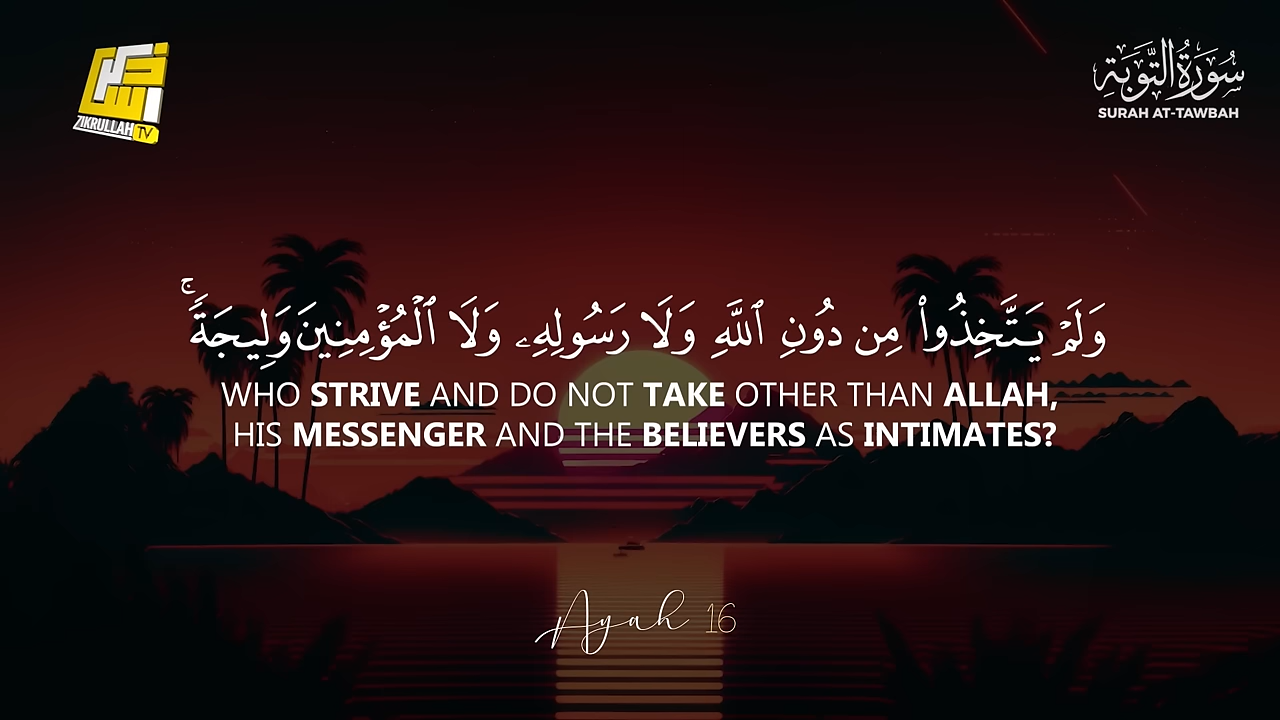 ZIKRULLAH TV
سُورَةُ التَّوبَةِ
SURAH AT-TAWBAH
وَلَمْ يَتَّخِذُوا۟ مِن دُونِ ٱللَّهِ وَلَا رَسُولِهِۦ وَلَا ٱلْمُؤْمِنِينَ وَلِيجَةً ۚ
WHO STRIVE AND DO NOT TAKE OTHER THAN ALLAH,
HIS MESSENGER AND THE BELIEVERS AS INTIMATES?
Ayah 16